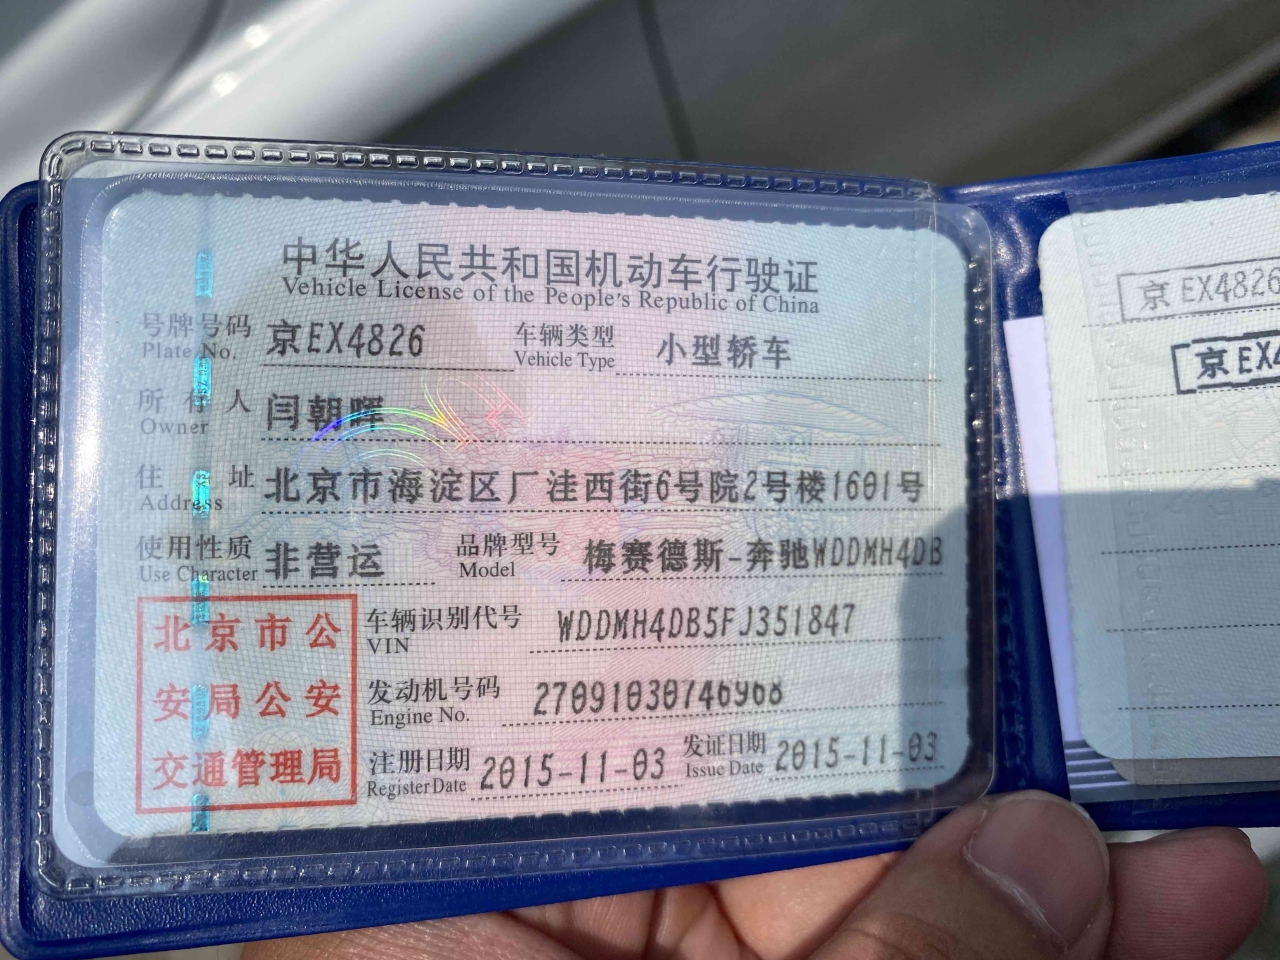 中华人民共和国机动车行驶证
Vehicle License of the People's Republic of China
号牌号码 京EX4826 车辆类型 小型轿车
Plate No. Vehicle Type
所有人 闫朝晖
Owner
住址 北京市海淀区厂洼西街6号院2号楼1601号
Address
使用性质 非营运 品牌型号 梅赛德斯-奔驰WDDMH4DB
Use Character Model
北京市公
安局公安
交通管理局
车辆识别代号 WDDMH4DB5FJ351847
VIN
发动机号码 27091030746968
Engine No.
注册日期 2015-11-03 发证日期 2015-11-03
Register Date Issue Date
京EX4826
京EX4